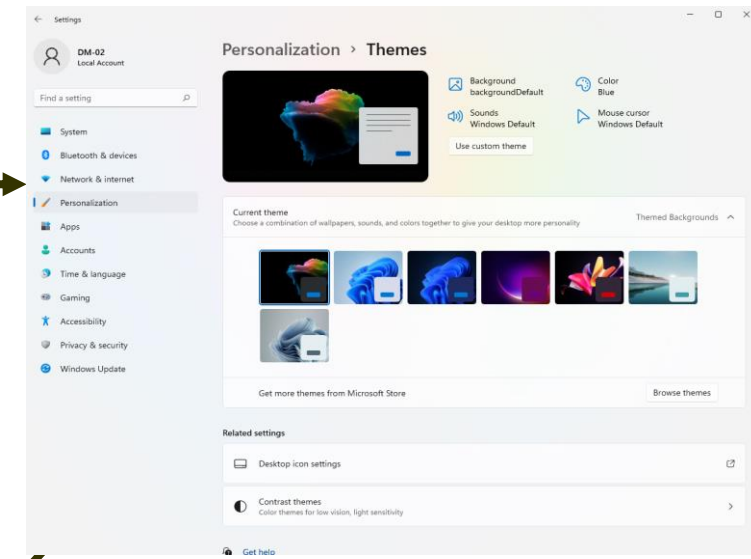 Settings
DM-02
Local Account
Find a setting
System
Bluetooth & devices
Network & internet
Personalization
Apps
Accounts
Time & language
Gaming
Accessibility
Privacy & security
Windows Update
Personalization > Themes
Background
backgroundDefault
Color
Blue
Sounds
Windows Default
Mouse cursor
Windows Default
Use custom theme
Current theme
Choose a combination of wallpapers, sounds, and colors together to give your desktop more personality
Themed Backgrounds
Get more themes from Microsoft Store
Browse themes
Related settings
Desktop icon settings
Contrast themes
Color themes for low vision, light sensitivity
Get help